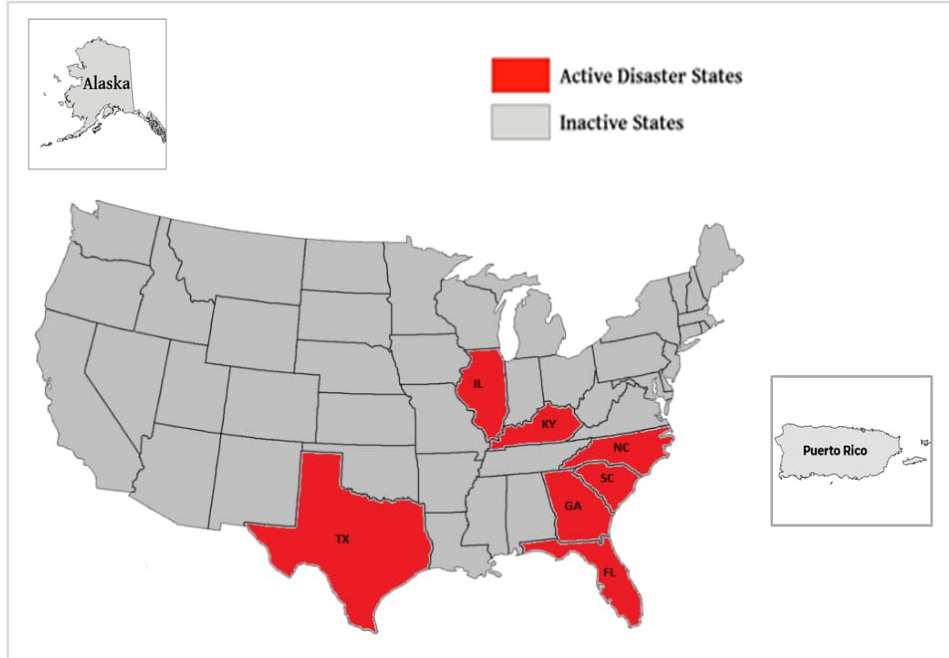 Alaska
Active Disaster States
Inactive States
IL
KY
NC
SC
GA
TX
FL
Puerto Rico